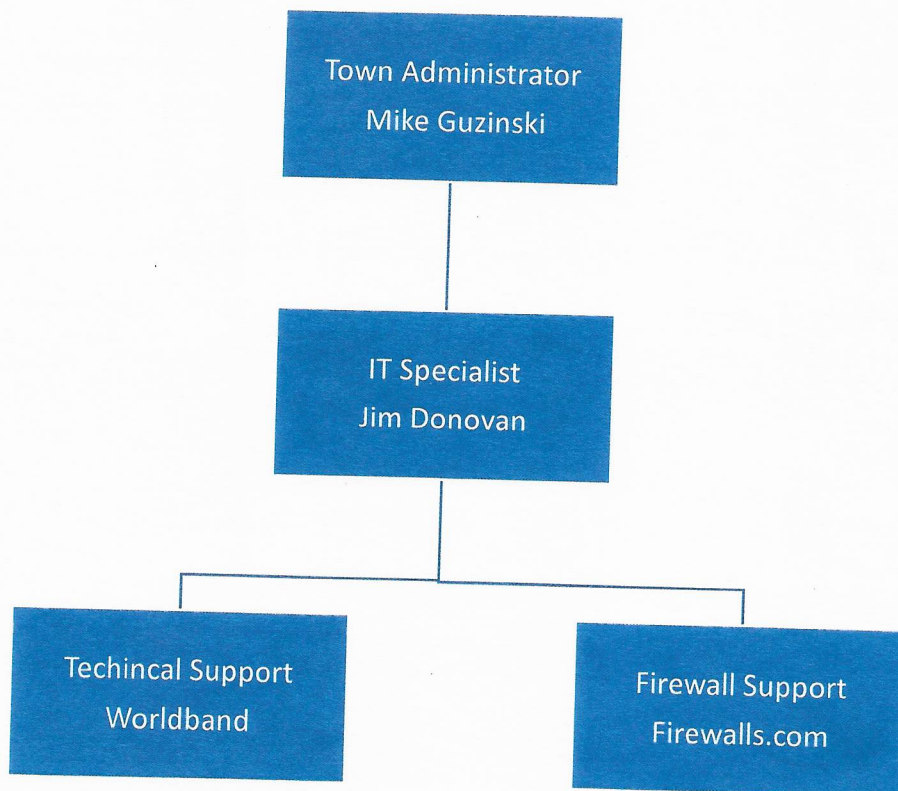 Town Administrator
Mike Guzinski
IT Specialist
Jim Donovan
Techincal Support
Worldband
Firewall Support
Firewalls.com